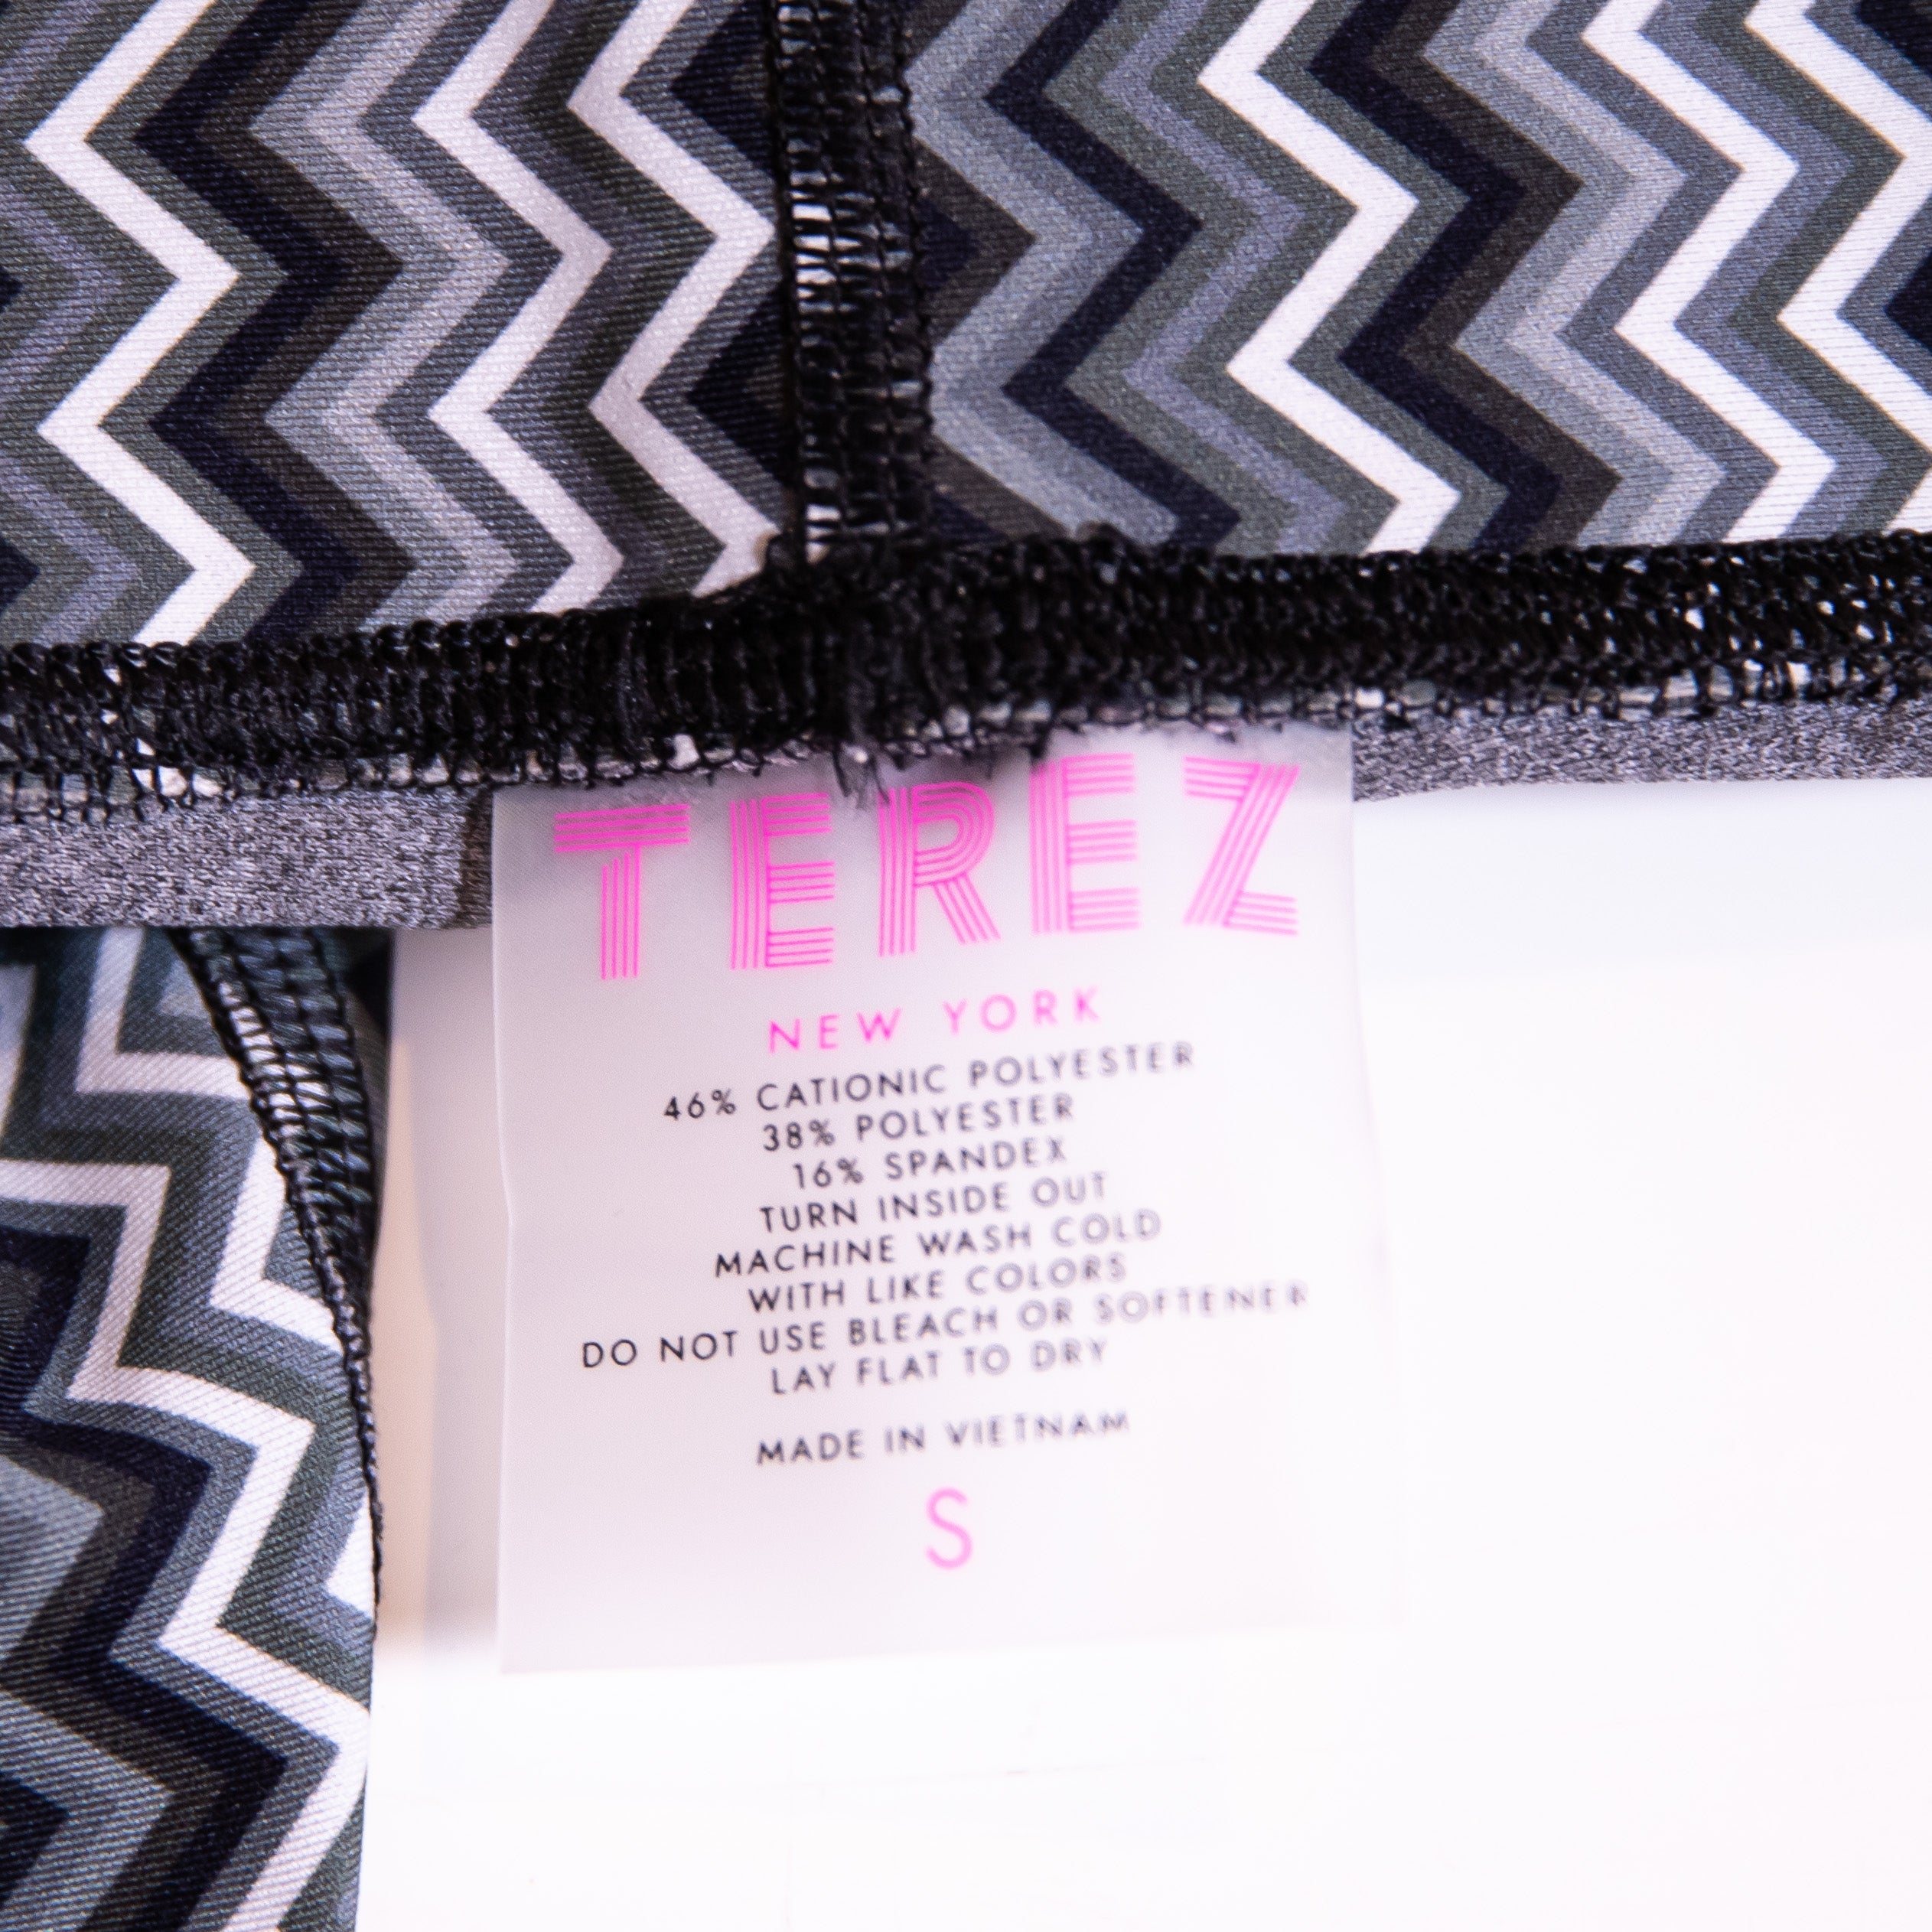 TEREZ
NEW YORK
46% CATIONIC POLYESTER
38% POLYESTER
16% SPANDEX
TURN INSIDE OUT
MACHINE WASH COLD
WITH LIKE COLORS
DO NOT USE BLEACH OR SOFTENER
LAY FLAT TO DRY
MADE IN VIETNAM
S